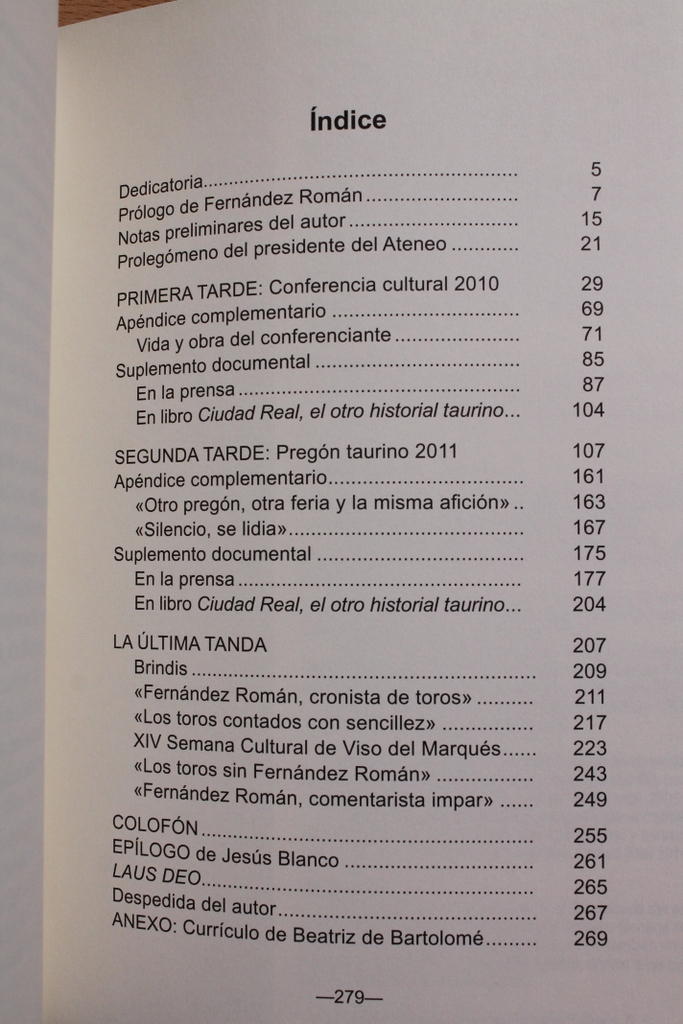 Índice
Dedicatoria.......................................................... 5
Prólogo de Fernández Román............................ 7
Notas preliminares del autor............................... 15
Prolegómeno del presidente del Ateneo ............ 21
PRIMERA TARDE: Conferencia cultural 2010 29
Apéndice complementario .................................. 69
Vida y obra del conferenciante....................... 71
Suplemento documental ..................................... 85
En la prensa.................................................... 87
En libro Ciudad Real, el otro historial taurino... 104
SEGUNDA TARDE: Pregón taurino 2011 107
Apéndice complementario................................... 161
«Otro pregón, otra feria y la misma afición» .. 163
«Silencio, se lidia»........................................... 167
Suplemento documental ..................................... 175
En la prensa.................................................... 177
En libro Ciudad Real, el otro historial taurino... 204
LA ÚLTIMA TANDA 207
Brindis ............................................................. 209
«Fernández Román, cronista de toros» .......... 211
«Los toros contados con sencillez» ................ 217
XIV Semana Cultural de Viso del Marqués...... 223
«Los toros sin Fernández Román» ................. 243
«Fernández Román, comentarista impar» ...... 249
COLOFÓN........................................................... 255
EPÍLOGO de Jesús Blanco ................................. 261
LAUS DEO........................................................... 265
Despedida del autor.............................................. 267
ANEXO: Currículo de Beatriz de Bartolomé......... 269
—279—